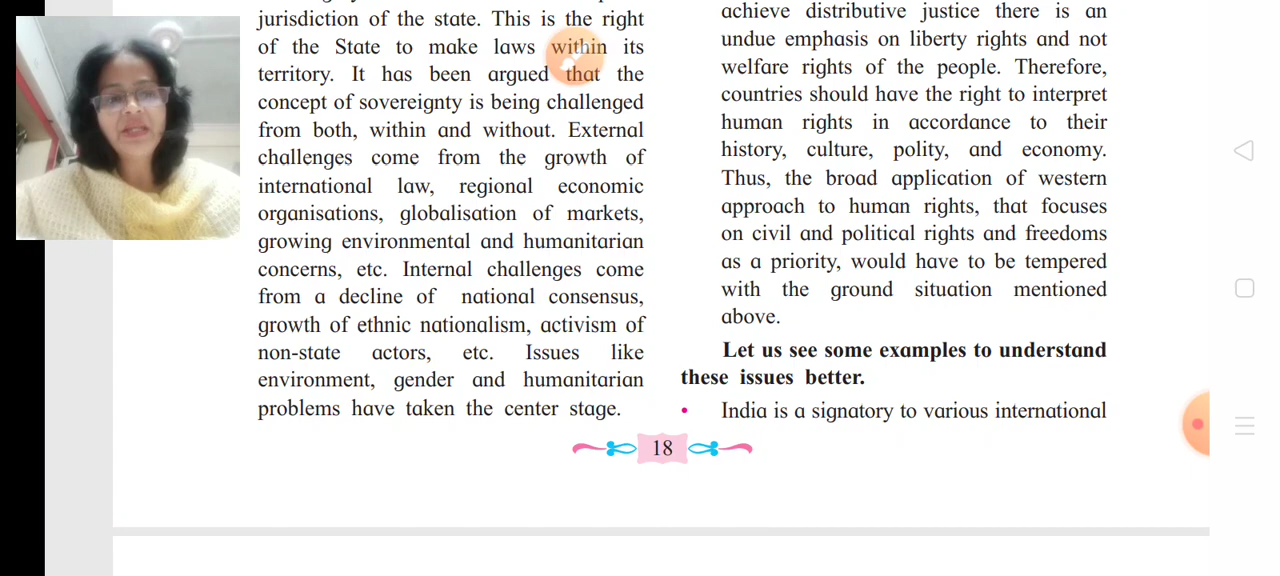 jurisdiction of the state. This is the right
of the State to make laws within its
territory. It has been argued that the
concept of sovereignty is being challenged
from both, within and without. External
challenges come from the growth of
international law, regional economic
organisations, globalisation of markets,
growing environmental and humanitarian
concerns, etc. Internal challenges come
from a decline of national consensus,
growth of ethnic nationalism, activism of
non-state actors, etc. Issues like
environment, gender and humanitarian
problems have taken the center stage.
achieve distributive justice there is an
undue emphasis on liberty rights and not
welfare rights of the people. Therefore,
countries should have the right to interpret
human rights in accordance to their
history, culture, polity, and economy.
Thus, the broad application of western
approach to human rights, that focuses
on civil and political rights and freedoms
as a priority, would have to be tempered
with the ground situation mentioned
above.
Let us see some examples to understand
these issues better.
• India is a signatory to various international
18